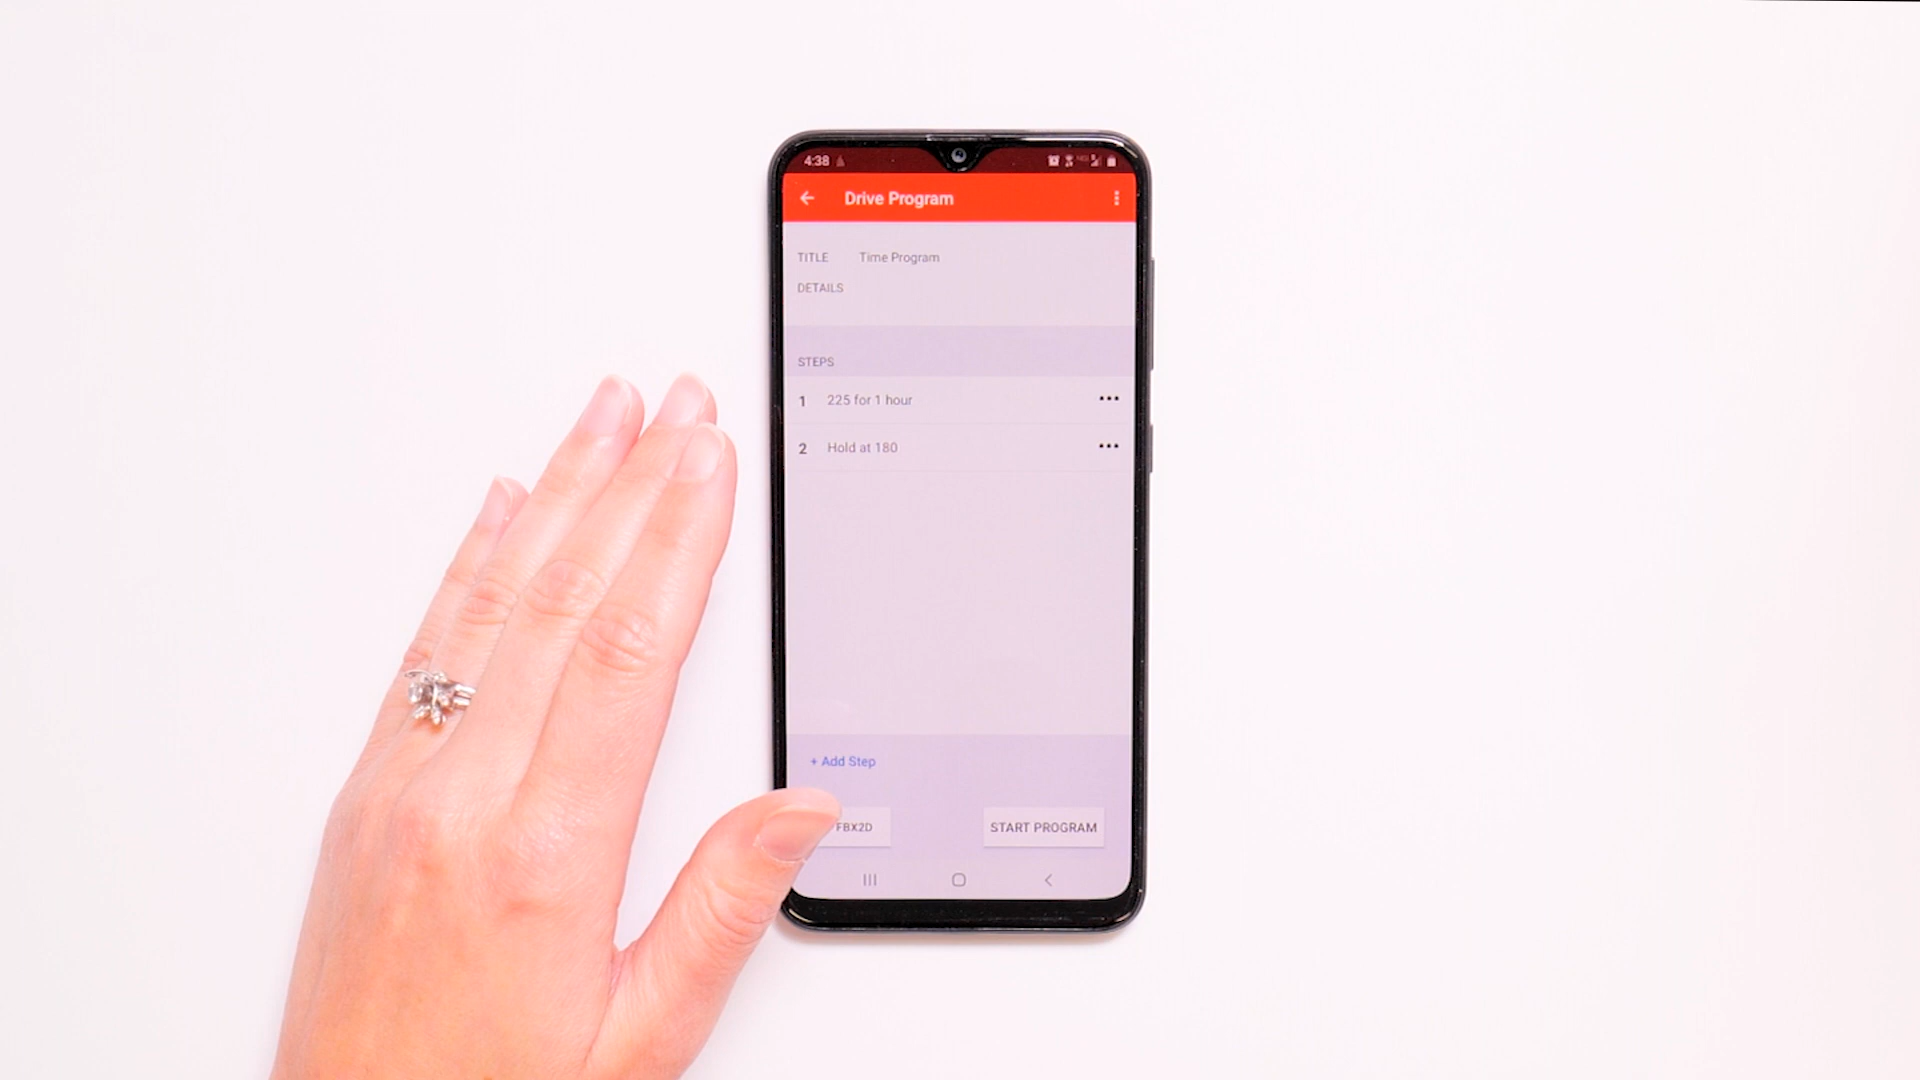 4:38
Drive Program
TITLE Time Program
DETAILS
STEPS
1 225 for 1 hour
2 Hold at 180
+ Add Step
FBX2D START PROGRAM